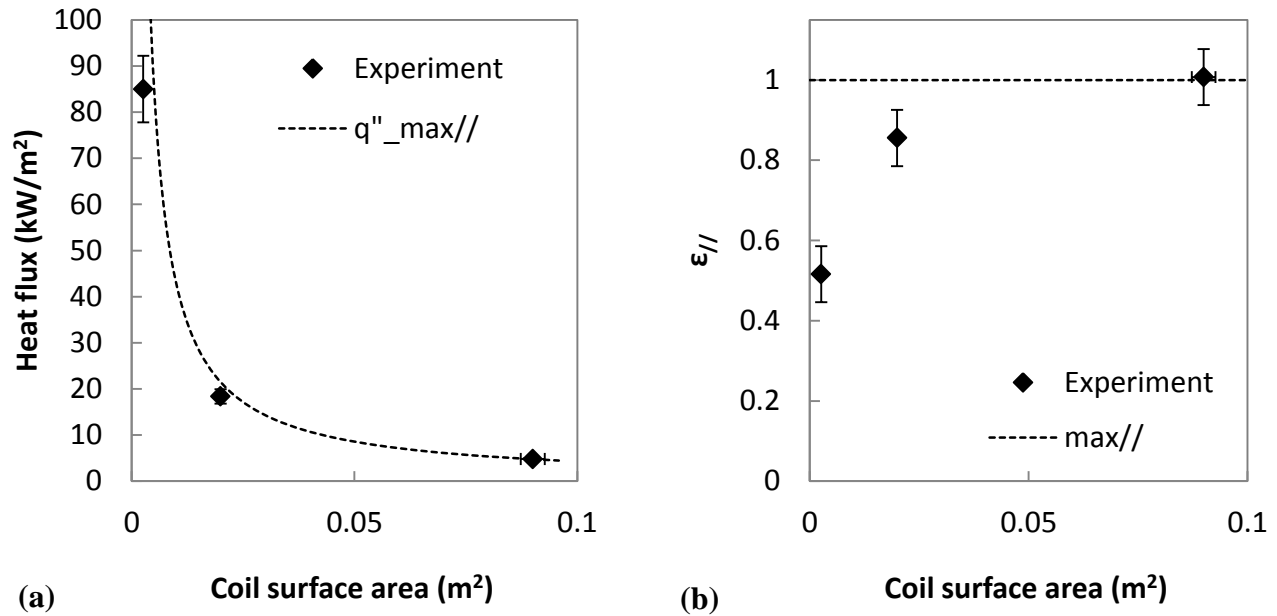 100
90
80
70
60
50
40
30
20
10
0
Heat flux (kW/m²)
Experiment
q"_max//
0 0.05 0.1
(a) Coil surface area (m²)
1
0.8
0.6
0.4
0.2
0
ε//
Experiment
max//
0 0.05 0.1
(b) Coil surface area (m²)